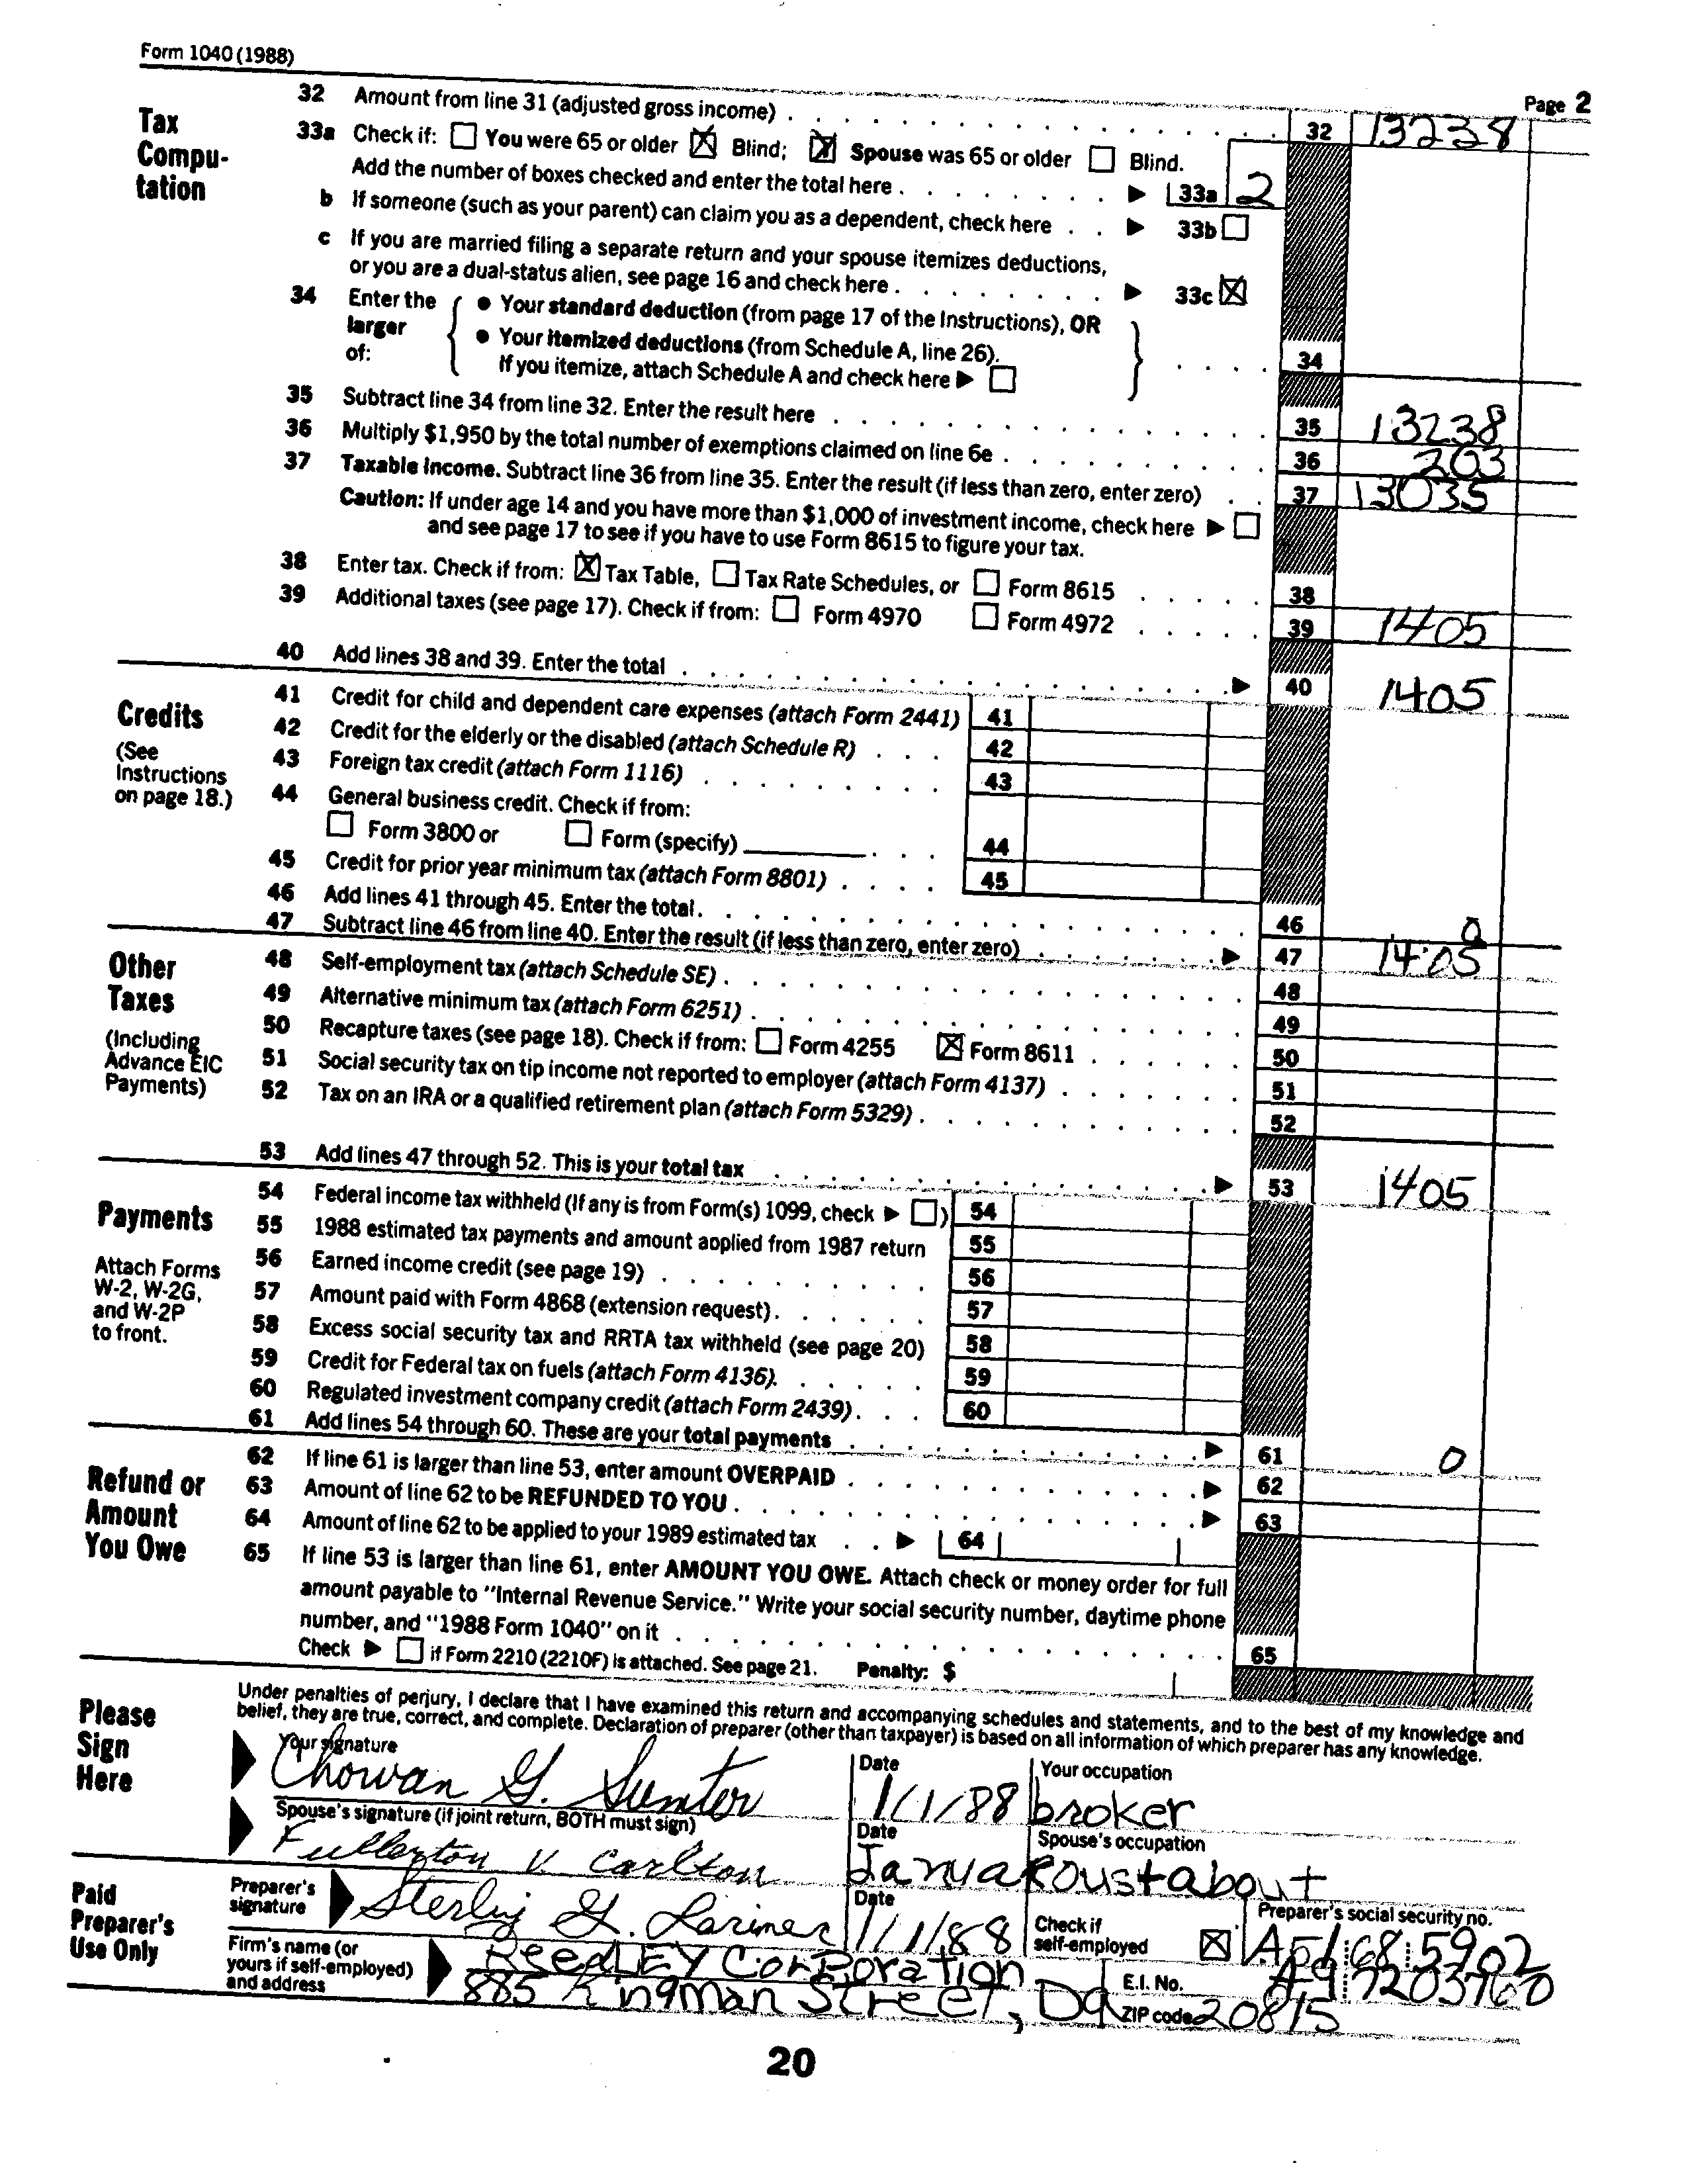 Form 1040 (1988)
Page 2
Tax Compu-tation
32 Amount from line 31 (adjusted gross income) 32 13238
33a Check if: You were 65 or older X Blind; X Spouse was 65 or older Blind.
Add the number of boxes checked and enter the total here 33a 2
b If someone (such as your parent) can claim you as a dependent, check here 33b
c If you are married filing a separate return and your spouse itemizes deductions,
or you are a dual-status alien, see page 16 and check here 33c X
34 Enter the larger of: { ● Your standard deduction (from page 17 of the Instructions), OR
● Your itemized deductions (from Schedule A, line 26).
If you itemize, attach Schedule A and check here } 34
35 Subtract line 34 from line 32. Enter the result here 35 13238
36 Multiply $1,950 by the total number of exemptions claimed on line 6e 36 203
37 Taxable income. Subtract line 36 from line 35. Enter the result (if less than zero, enter zero) 37 13035
Caution: If under age 14 and you have more than $1,000 of investment income, check here
and see page 17 to see if you have to use Form 8615 to figure your tax.
38 Enter tax. Check if from: X Tax Table, Tax Rate Schedules, or Form 8615 38
39 Additional taxes (see page 17). Check if from: Form 4970 Form 4972 39 1405
40 Add lines 38 and 39. Enter the total 40 1405
Credits
(See Instructions on page 18.)
41 Credit for child and dependent care expenses (attach Form 2441) 41
42 Credit for the elderly or the disabled (attach Schedule R) 42
43 Foreign tax credit (attach Form 1116) 43
44 General business credit. Check if from:
Form 3800 or Form (specify) 44
45 Credit for prior year minimum tax (attach Form 8801) 45
46 Add lines 41 through 45. Enter the total. 46 0
47 Subtract line 46 from line 40. Enter the result (if less than zero, enter zero) 47 1405
Other Taxes
(Including Advance EIC Payments)
48 Self-employment tax (attach Schedule SE) 48
49 Alternative minimum tax (attach Form 6251) 49
50 Recapture taxes (see page 18). Check if from: Form 4255 X Form 8611 50
51 Social security tax on tip income not reported to employer (attach Form 4137) 51
52 Tax on an IRA or a qualified retirement plan (attach Form 5329) 52
53 Add lines 47 through 52. This is your total tax 53 1405
Payments
Attach Forms W-2, W-2G, and W-2P to front.
54 Federal income tax withheld (If any is from Form(s) 1099, check ) 54
55 1988 estimated tax payments and amount applied from 1987 return 55
56 Earned income credit (see page 19) 56
57 Amount paid with Form 4868 (extension request) 57
58 Excess social security tax and RRTA tax withheld (see page 20) 58
59 Credit for Federal tax on fuels (attach Form 4136). 59
60 Regulated investment company credit (attach Form 2439) 60
61 Add lines 54 through 60. These are your total payments 61 0
Refund or Amount You Owe
62 If line 61 is larger than line 53, enter amount OVERPAID 62
63 Amount of line 62 to be REFUNDED TO YOU 63
64 Amount of line 62 to be applied to your 1989 estimated tax 64
65 If line 53 is larger than line 61, enter AMOUNT YOU OWE. Attach check or money order for full
amount payable to "Internal Revenue Service." Write your social security number, daytime phone
number, and "1988 Form 1040" on it 65
Check if Form 2210 (2210F) is attached. See page 21. Penalty: $
Please Sign Here
Under penalties of perjury, I declare that I have examined this return and accompanying schedules and statements, and to the best of my knowledge and
belief, they are true, correct, and complete. Declaration of preparer (other than taxpayer) is based on all information of which preparer has any knowledge.
Your signature Date Your occupation
Chowan G. Sumter 1/1/88 broker
Spouse's signature (if joint return, BOTH must sign) Date Spouse's occupation
Fullerton V. Carlton Janua Roustabout
Paid Preparer's Use Only
Preparer's signature Sterling G. Larimer Date 1/1/88 Check if self-employed X Preparer's social security no. A51 68 5902
Firm's name (or yours if self-employed) and address REEdLEY CorPoration E.I. No. A9 7203760
885 Kingman Street, Dq ZIP code 20815
20